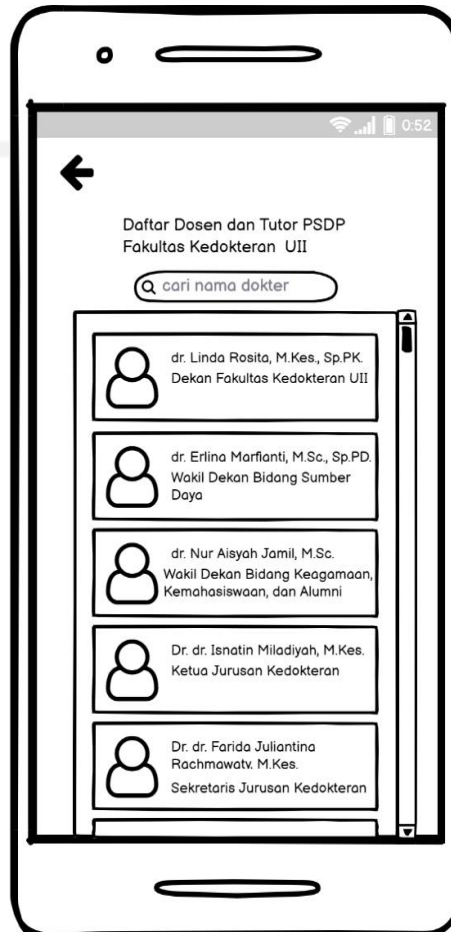 0:52
Daftar Dosen dan Tutor PSDP
Fakultas Kedokteran UII
cari nama dokter
dr. Linda Rosita, M.Kes., Sp.PK.
Dekan Fakultas Kedokteran UII
dr. Erlina Marfianti, M.Sc., Sp.PD.
Wakil Dekan Bidang Sumber
Daya
dr. Nur Aisyah Jamil, M.Sc.
Wakil Dekan Bidang Keagamaan,
Kemahasiswaan, dan Alumni
Dr. dr. Isnatin Miladiyah, M.Kes.
Ketua Jurusan Kedokteran
Dr. dr. Farida Juliantina
Rachmawaty. M.Kes.
Sekretaris Jurusan Kedokteran